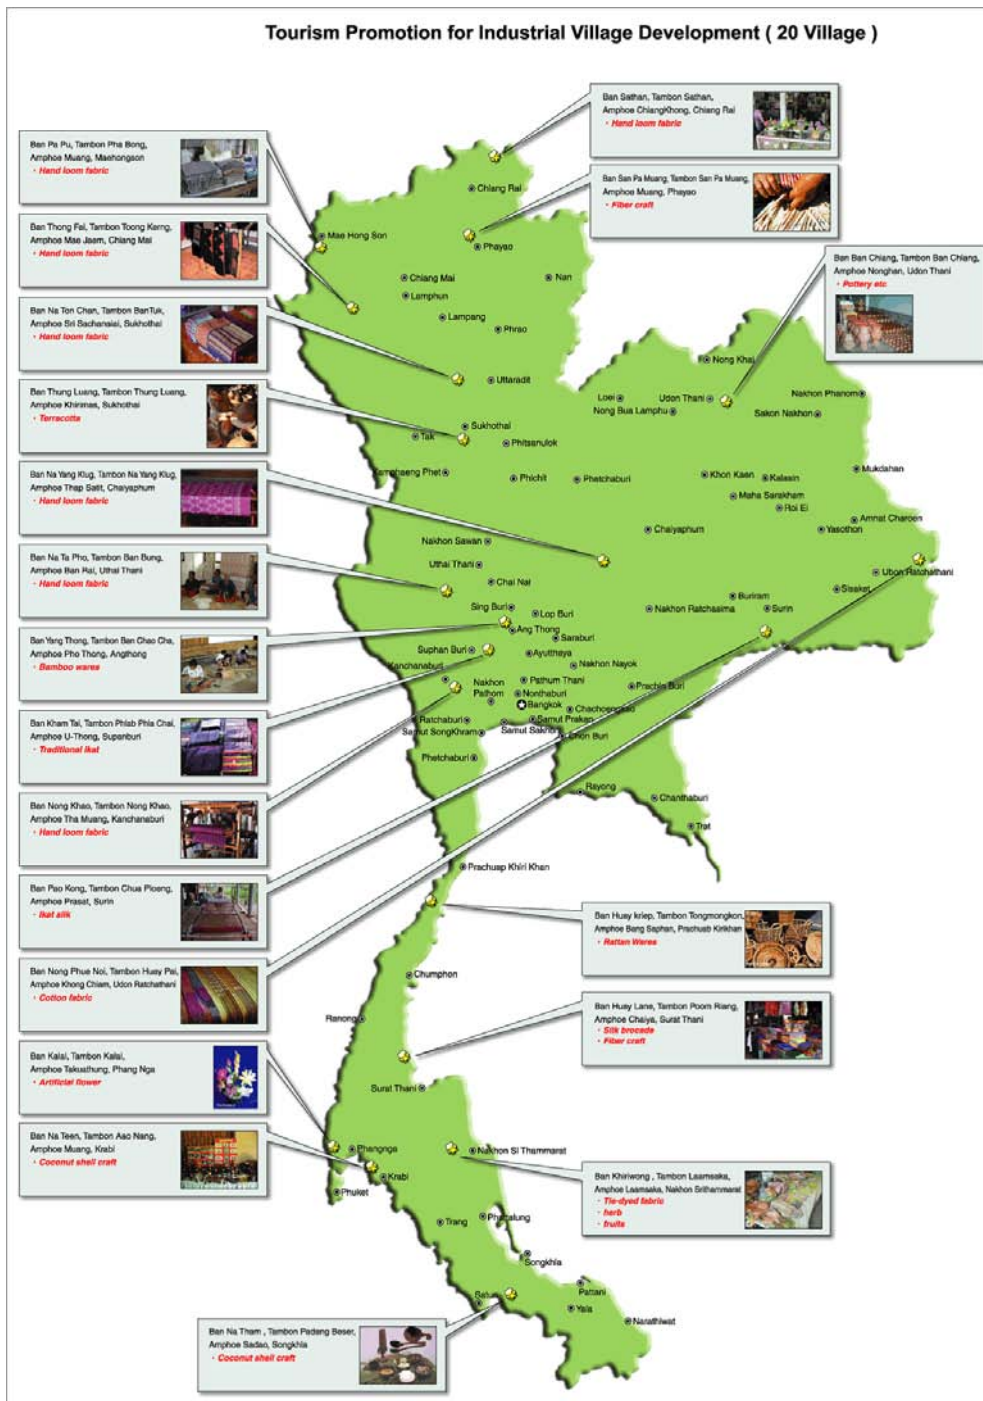 Tourism Promotion for Industrial Village Development ( 20 Village )
Ban Sathan, Tambon Sathan,
Amphoe ChiangKhong, Chiang Rai
· Hand loom fabric
Ban Pa Pu, Tambon Pha Bong,
Amphoe Muang, Maehongson
· Hand loom fabric
Ban San Pa Muang, Tambon San Pa Muang,
Amphoe Muang, Phayao
· Fiber craft
Ban Thong Fai, Tambon Toong Karng,
Amphoe Mae Jaem, Chiang Mai
· Hand loom fabric
Ban Ban Chiang, Tambon Ban Chiang,
Amphoe Nonghan, Udon Thani
· Pottery etc
Ban Na Ton Chan, Tambon BanTuk,
Amphoe Sri Sachanalai, Sukhothai
· Hand loom fabric
Ban Thung Luang, Tambon Thung Luang,
Amphoe Khirimas, Sukhothai
· Terracotta
Ban Na Yang Klug, Tambon Na Yang Klug,
Amphoe Thap Satit, Chaiyaphum
· Hand loom fabric
Ban Na Ta Pho, Tambon Ban Bung,
Amphoe Ban Rai, Uthai Thani
· Hand loom fabric
Ban Yang Thong, Tambon Ban Chao Cha,
Amphoe Pho Thong, Angthong
· Bamboo wares
Ban Kham Tai, Tambon Phlab Phla Chai,
Amphoe U-Thong, Supanburi
· Traditional ikat
Ban Nong Khao, Tambon Nong Khao,
Amphoe Tha Muang, Kanchanaburi
· Hand loom fabric
Ban Pao Kong, Tambon Chua Ploeng,
Amphoe Prasat, Surin
· Ikat silk
Ban Nong Phue Noi, Tambon Huay Pai,
Amphoe Khong Chiam, Udon Ratchathani
· Cotton fabric
Ban Kalai, Tambon Kalai,
Amphoe Takuathung, Phang Nga
· Artificial flower
Ban Na Teen, Tambon Aao Nang,
Amphoe Muang, Krabi
· Coconut shell craft
Ban Huay kriep, Tambon Tongmongkon,
Amphoe Bang Saphan, Prachuab Kirikhan
· Rattan Wares
Ban Huay Lane, Tambon Poom Riang,
Amphoe Chaiya, Surat Thani
· Silk brocade
· Fiber craft
Ban Khiriwong , Tambon Laamsaka,
Amphoe Laamsaka, Nakhon Srithammarat
· Tie-dyed fabric
· herb
· fruits
Ban Na Tham , Tambon Padang Beser,
Amphoe Sadao, Songkhla
· Coconut shell craft
Chiang Rai
Mae Hong Son
Phayao
Chiang Mai
Nan
Lamphun
Lampang
Phrao
Nong Khai
Uttaradit
Loei
Udon Thani
Nakhon Phanom
Nong Bua Lamphu
Sakon Nakhon
Sukhothai
Tak
Phitsanulok
Phet
Phichit
Phetchaburi
Khon Kaen
Kalasin
Mukdahan
Maha Sarakham
Roi Ei
Amnat Charoen
Chaiyaphum
Yasothon
Nakhon Sawan
Uthai Thani
Chai Nai
Ubon Ratchathani
Sisaket
Buriram
Sing Buri
Lop Buri
Nakhon Ratchasima
Surin
Ang Thong
Saraburi
Suphan Buri
Ayutthaya
Kanchanaburi
Nakhon Nayok
Nakhon
Pathom
Pathum Thani
Prachin Buri
Nonthaburi
Bangkok
Chachoengsao
Ratchaburi
Samut Prakan
Samut SongKhram
Samut Sakhon
Chon Buri
Phetchaburi
Rayong
Chanthaburi
Trat
Prachuap Khiri Khan
Chumphon
Ranong
Surat Thani
Phangnga
Nakhon Si Thammarat
Krabi
Phuket
Trang
Phattalung
Songkhla
Satun
Pattani
Yala
Narathiwat